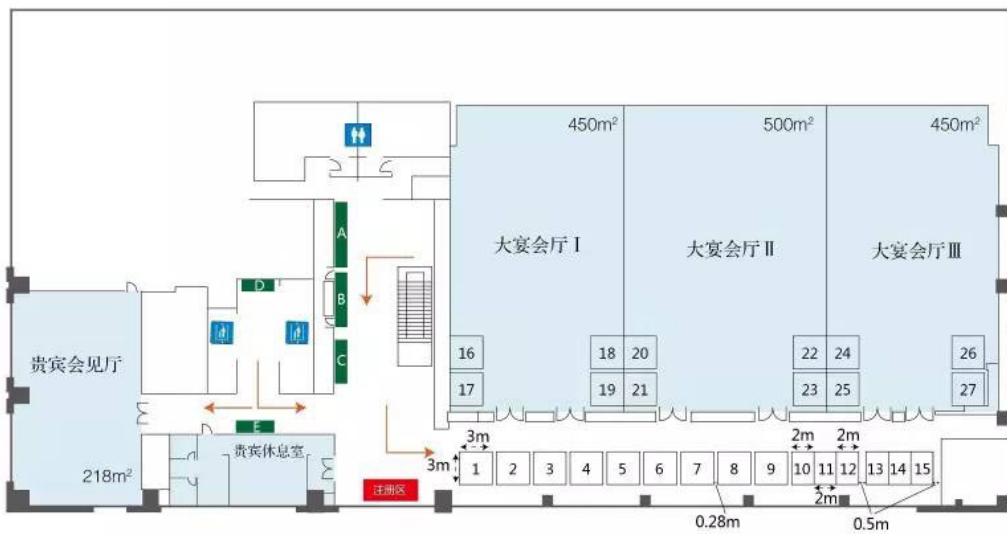 450m²
500m²
450m²
A
大宴会厅Ⅰ
大宴会厅Ⅱ
大宴会厅Ⅲ
D
B
贵宾会见厅
C
16
18
20
22
24
26
17
19
21
23
25
27
E
贵宾休息室
3m
2m
2m
3m
1
2
3
4
5
6
7
8
9
10
11
12
13
14
15
218m²
注册区
2m
0.28m
0.5m